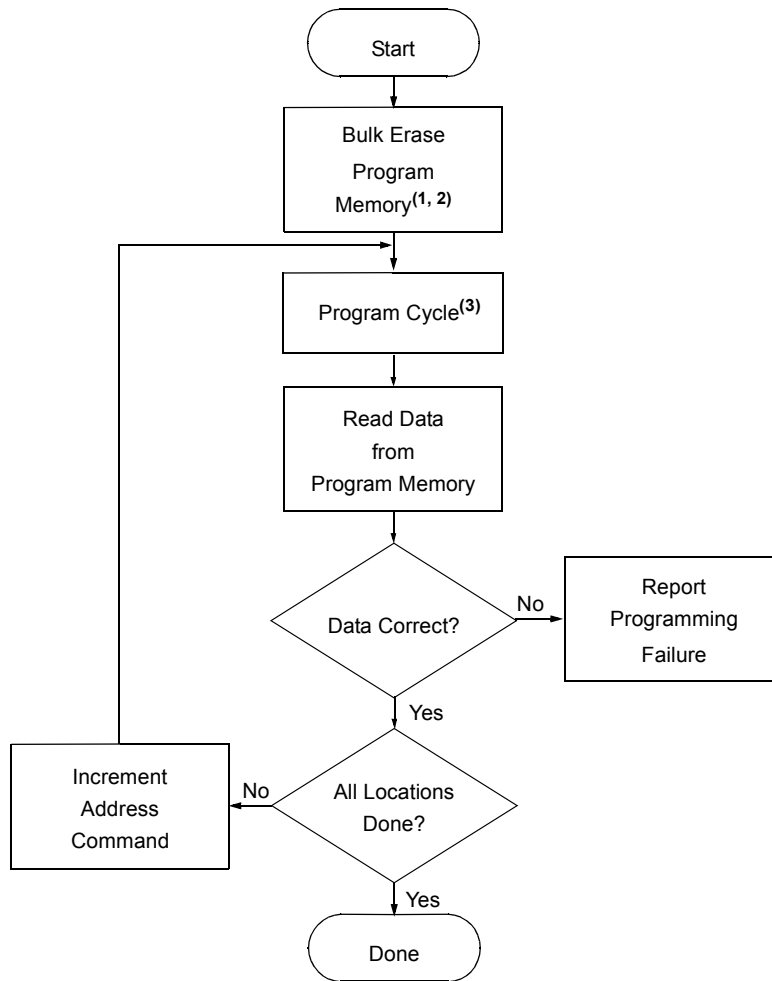 Start
Bulk Erase
Program
Memory(1, 2)
Program Cycle(3)
Read Data
from
Program Memory
Data Correct?
No
Report
Programming
Failure
Yes
All Locations
Done?
No
Increment
Address
Command
Yes
Done